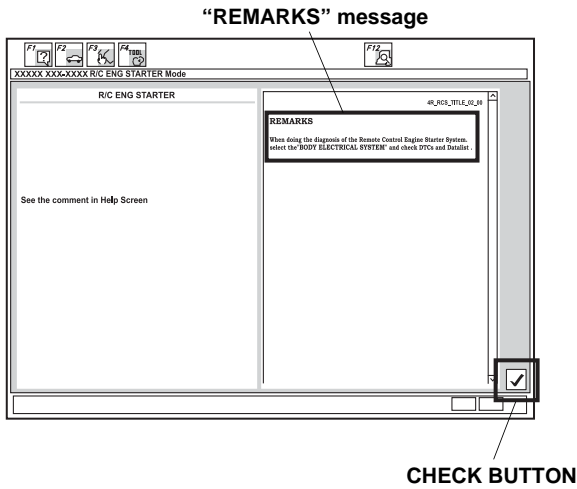 “REMARKS” message
F1 F2 F3 F4 TOOL F12
XXXXX XXX-XXXX R/C ENG STARTER Mode
R/C ENG STARTER
See the comment in Help Screen
4R_RCS_TITLE_02_00
REMARKS
When doing the diagnosis of the Remote Control Engine Starter System.
select the"BODY ELECTRICAL SYSTEM" and check DTCs and Datalist .
CHECK BUTTON